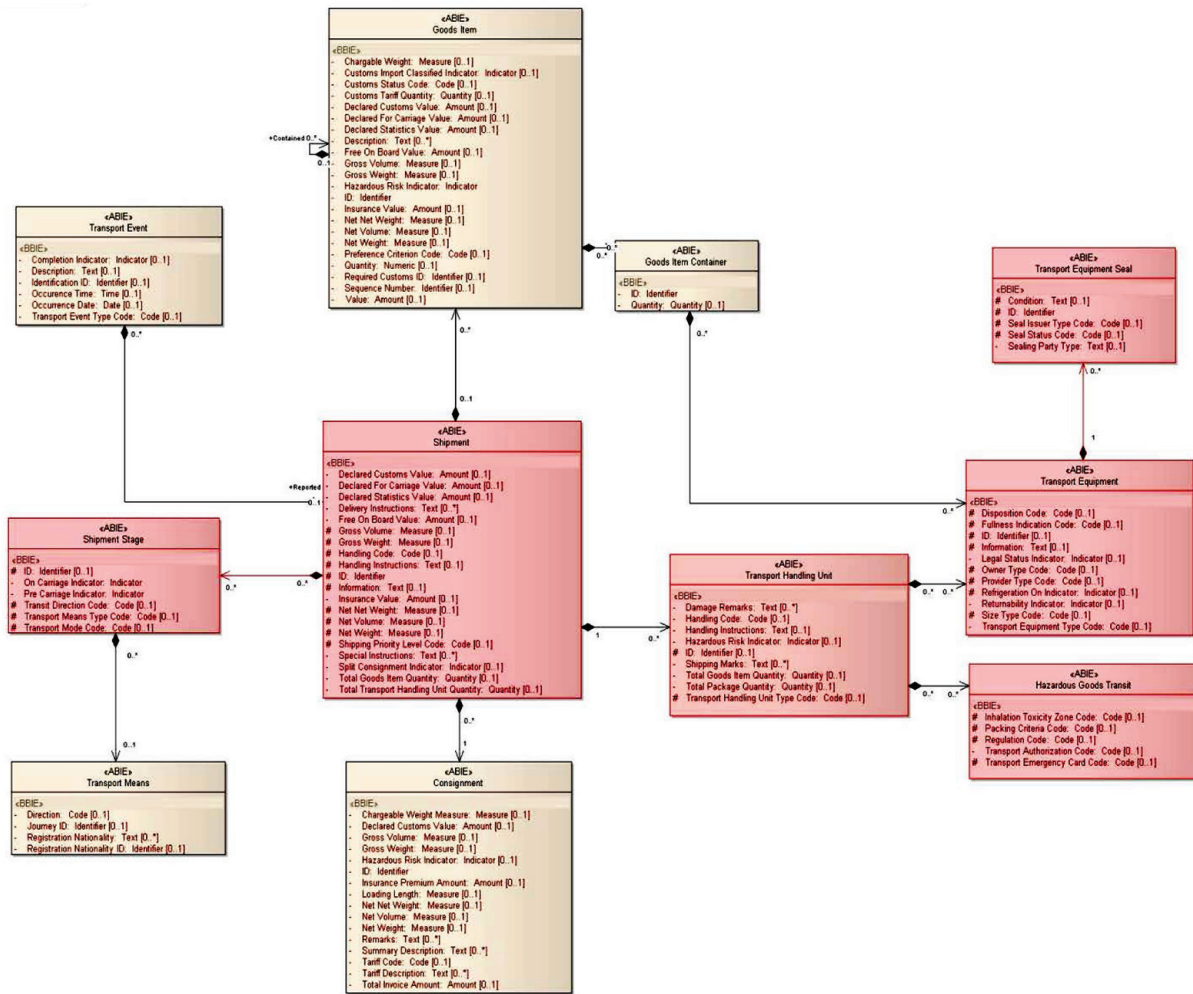 «ABIE»
Goods Item
«BBIE»
- Chargable Weight: Measure [0..1]
- Customs Import Classified Indicator: Indicator [0..1]
- Customs Status Code: Code [0..1]
- Customs Tariff Quantity: Quantity [0..1]
- Declared Customs Value: Amount [0..1]
- Declared For Carriage Value: Amount [0..1]
- Declared Statistics Value: Amount [0..1]
- Description: Text [0..*]
- Free On Board Value: Amount [0..1]
- Gross Volume: Measure [0..1]
- Gross Weight: Measure [0..1]
- Hazardous Risk Indicator: Indicator
- ID: Identifier
- Insurance Value: Amount [0..1]
- Net Net Weight: Measure [0..1]
- Net Volume: Measure [0..1]
- Net Weight: Measure [0..1]
- Preference Criterion Code: Code [0..1]
- Quantity: Numeric [0..1]
- Required Customs ID: Identifier [0..1]
- Sequence Number: Identifier [0..1]
- Value: Amount [0..1]
+Contained 0..*
0..1
«ABIE»
Transport Event
«BBIE»
- Completion Indicator: Indicator [0..1]
- Description: Text [0..1]
- Identification ID: Identifier [0..1]
- Occurence Time: Time [0..1]
- Occurrence Date: Date [0..1]
- Transport Event Type Code: Code [0..1]
0..*
+Reported
0..1
0..*
0..*
«ABIE»
Goods Item Container
«BBIE»
- ID: Identifier
- Quantity: Quantity [0..1]
0..*
0..*
«ABIE»
Transport Equipment Seal
«BBIE»
# Condition: Text [0..1]
# ID: Identifier
# Seal Issuer Type Code: Code [0..1]
# Seal Status Code: Code [0..1]
- Sealing Party Type: Text [0..1]
0..*
1
0..*
0..1
«ABIE»
Shipment
«BBIE»
- Declared Customs Value: Amount [0..1]
- Declared For Carriage Value: Amount [0..1]
- Declared Statistics Value: Amount [0..1]
- Delivery Instructions: Text [0..*]
- Free On Board Value: Amount [0..1]
# Gross Volume: Measure [0..1]
# Gross Weight: Measure [0..1]
# Handling Code: Code [0..1]
# Handling Instructions: Text [0..1]
# ID: Identifier
# Information: Text [0..1]
- Insurance Value: Amount [0..1]
# Net Net Weight: Measure [0..1]
# Net Volume: Measure [0..1]
# Net Weight: Measure [0..1]
# Shipping Priority Level Code: Code [0..1]
- Special Instructions: Text [0..*]
- Split Consignment Indicator: Indicator [0..1]
- Total Goods Item Quantity: Quantity [0..1]
- Total Transport Handling Unit Quantity: Quantity [0..1]
«ABIE»
Transport Equipment
«BBIE»
# Disposition Code: Code [0..1]
# Fullness Indication Code: Code [0..1]
# ID: Identifier [0..1]
# Information: Text [0..1]
- Legal Status Indicator: Indicator [0..1]
# Owner Type Code: Code [0..1]
# Provider Type Code: Code [0..1]
# Refrigeration On Indicator: Indicator [0..1]
- Returnability Indicator: Indicator [0..1]
# Size Type Code: Code [0..1]
- Transport Equipment Type Code: Code [0..1]
«ABIE»
Shipment Stage
«BBIE»
# ID: Identifier [0..1]
- On Carriage Indicator: Indicator
- Pre Carriage Indicator: Indicator
# Transit Direction Code: Code [0..1]
# Transport Means Type Code: Code [0..1]
# Transport Mode Code: Code [0..1]
0..*
0..*
«ABIE»
Transport Handling Unit
«BBIE»
- Damage Remarks: Text [0..*]
- Handling Code: Code [0..1]
- Handling Instructions: Text [0..1]
- Hazardous Risk Indicator: Indicator [0..1]
# ID: Identifier [0..1]
- Shipping Marks: Text [0..*]
- Total Goods Item Quantity: Quantity [0..1]
- Total Package Quantity: Quantity [0..1]
# Transport Handling Unit Type Code: Code [0..1]
1
0..*
0..*
0..*
0..*
0..*
«ABIE»
Hazardous Goods Transit
«BBIE»
# Inhalation Toxicity Zone Code: Code [0..1]
# Packing Criteria Code: Code [0..1]
# Regulation Code: Code [0..1]
- Transport Authorization Code: Code [0..1]
# Transport Emergency Card Code: Code [0..1]
0..*
0..1
0..*
1
«ABIE»
Transport Means
«BBIE»
- Direction: Code [0..1]
- Journey ID: Identifier [0..1]
- Registration Nationality: Text [0..*]
- Registration Nationality ID: Identifier [0..1]
«ABIE»
Consignment
«BBIE»
- Chargeable Weight Measure: Measure [0..1]
- Declared Customs Value: Amount [0..1]
- Gross Volume: Measure [0..1]
- Gross Weight: Measure [0..1]
- Hazardous Risk Indicator: Indicator [0..1]
- ID: Identifier
- Insurance Premium Amount: Amount [0..1]
- Loading Length: Measure [0..1]
- Net Net Weight: Measure [0..1]
- Net Volume: Measure [0..1]
- Net Weight: Measure [0..1]
- Remarks: Text [0..*]
- Summary Description: Text [0..*]
- Tariff Code: Code [0..1]
- Tariff Description: Text [0..*]
- Total Invoice Amount: Amount [0..1]